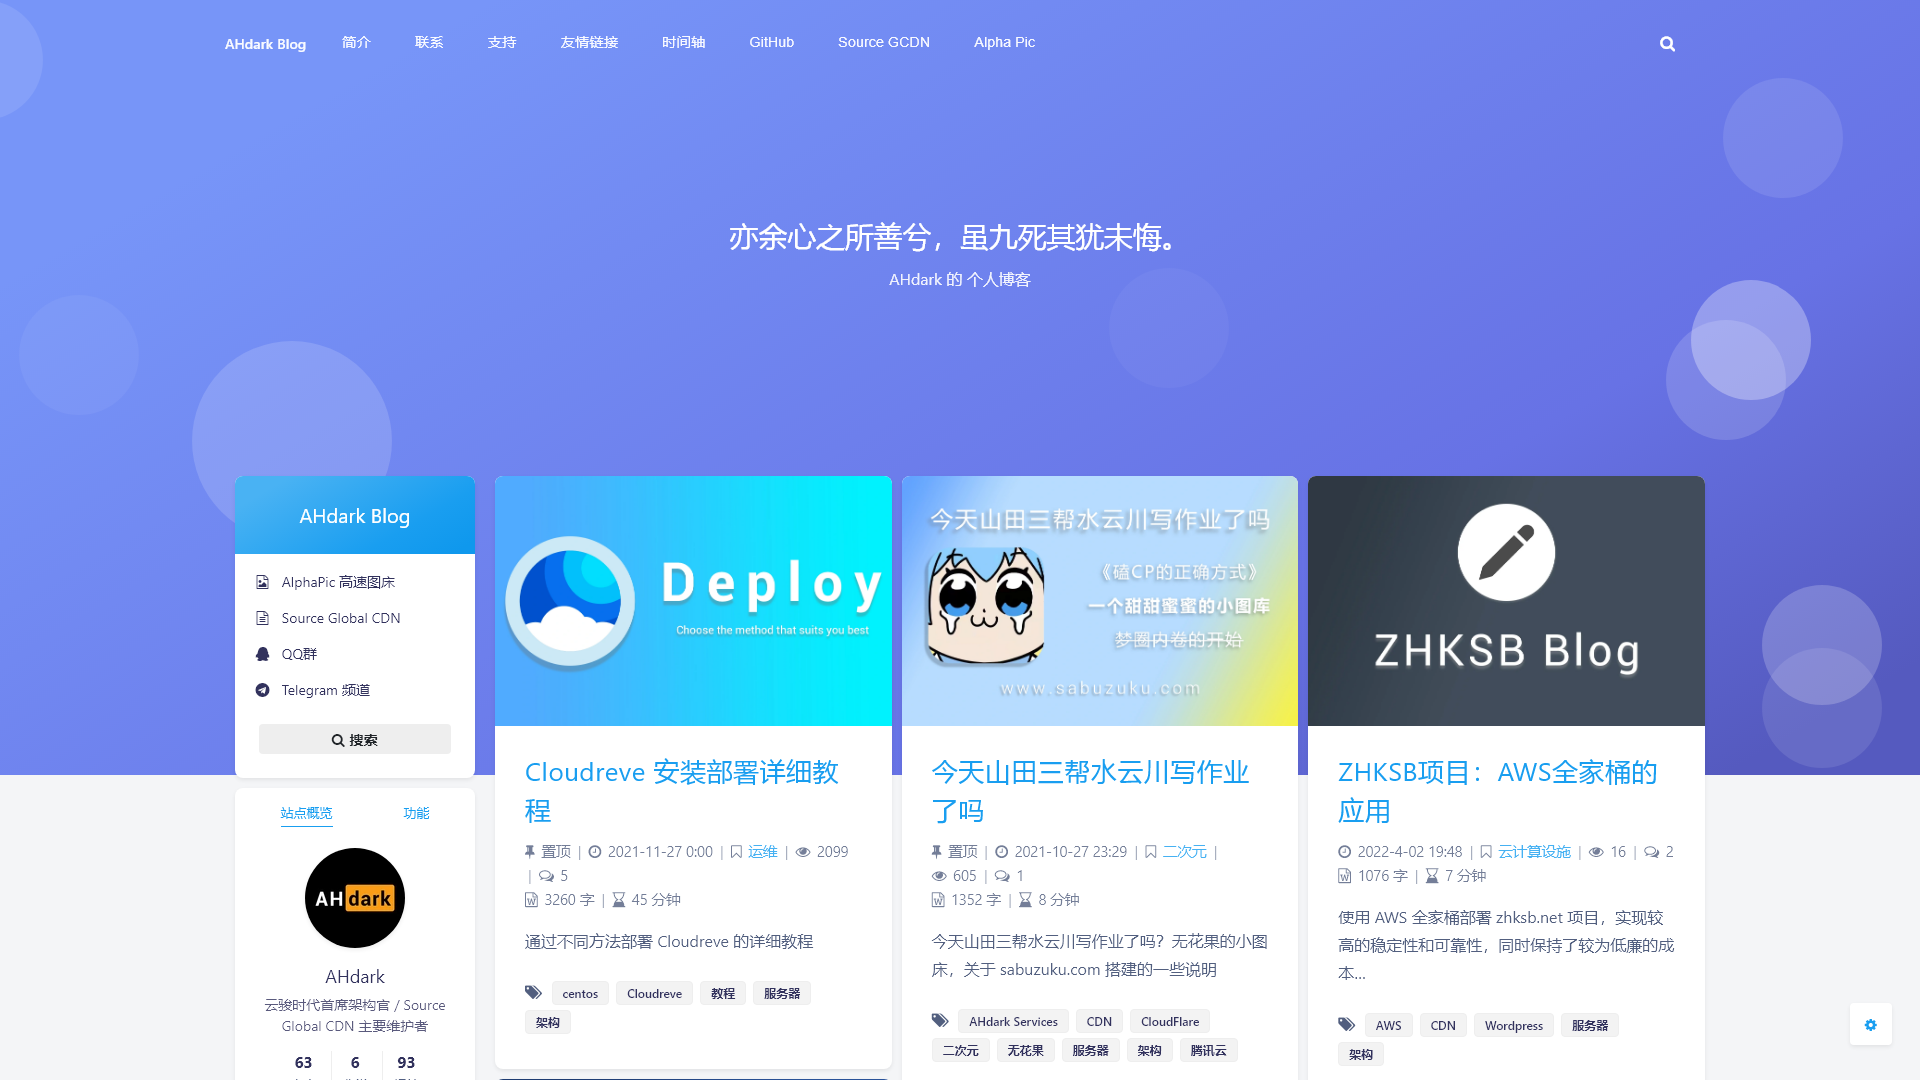 AHdark Blog
简介
联系
支持
友情链接
时间轴
GitHub
Source GCDN
Alpha Pic
亦余心之所善兮，虽九死其犹未悔。
AHdark 的 个人博客
AHdark Blog
AlphaPic 高速图床
Source Global CDN
QQ群
Telegram 频道
搜索
站点概览
功能
AHdark
AHdark
云骏时代首席架构官 / Source
Global CDN 主要维护者
63
6
93
Deploy
Choose the method that suits you best
Cloudreve 安装部署详细教
程
置顶 | 2021-11-27 0:00 | 运维 | 2099
| 5
3260 字 | 45 分钟
通过不同方法部署 Cloudreve 的详细教程
centos Cloudreve 教程 服务器
架构
今天山田三帮水云川写作业了吗
《磕CP的正确方式》
一个甜甜蜜蜜的小图库
梦圈内卷的开始
www.sabuzuku.com
今天山田三帮水云川写作业
了吗
置顶 | 2021-10-27 23:29 | 二次元 |
605 | 1
1352 字 | 8 分钟
今天山田三帮水云川写作业了吗？无花果的小图
床，关于 sabuzuku.com 搭建的一些说明
AHdark Services CDN CloudFlare
二次元 无花果 服务器 架构 腾讯云
ZHKSB Blog
ZHKSB项目：AWS全家桶的
应用
2022-4-02 19:48 | 云计算设施 | 16 | 2
1076 字 | 7 分钟
使用 AWS 全家桶部署 zhksb.net 项目，实现较
高的稳定性和可靠性，同时保持了较为低廉的成
本...
AWS CDN Wordpress 服务器
架构